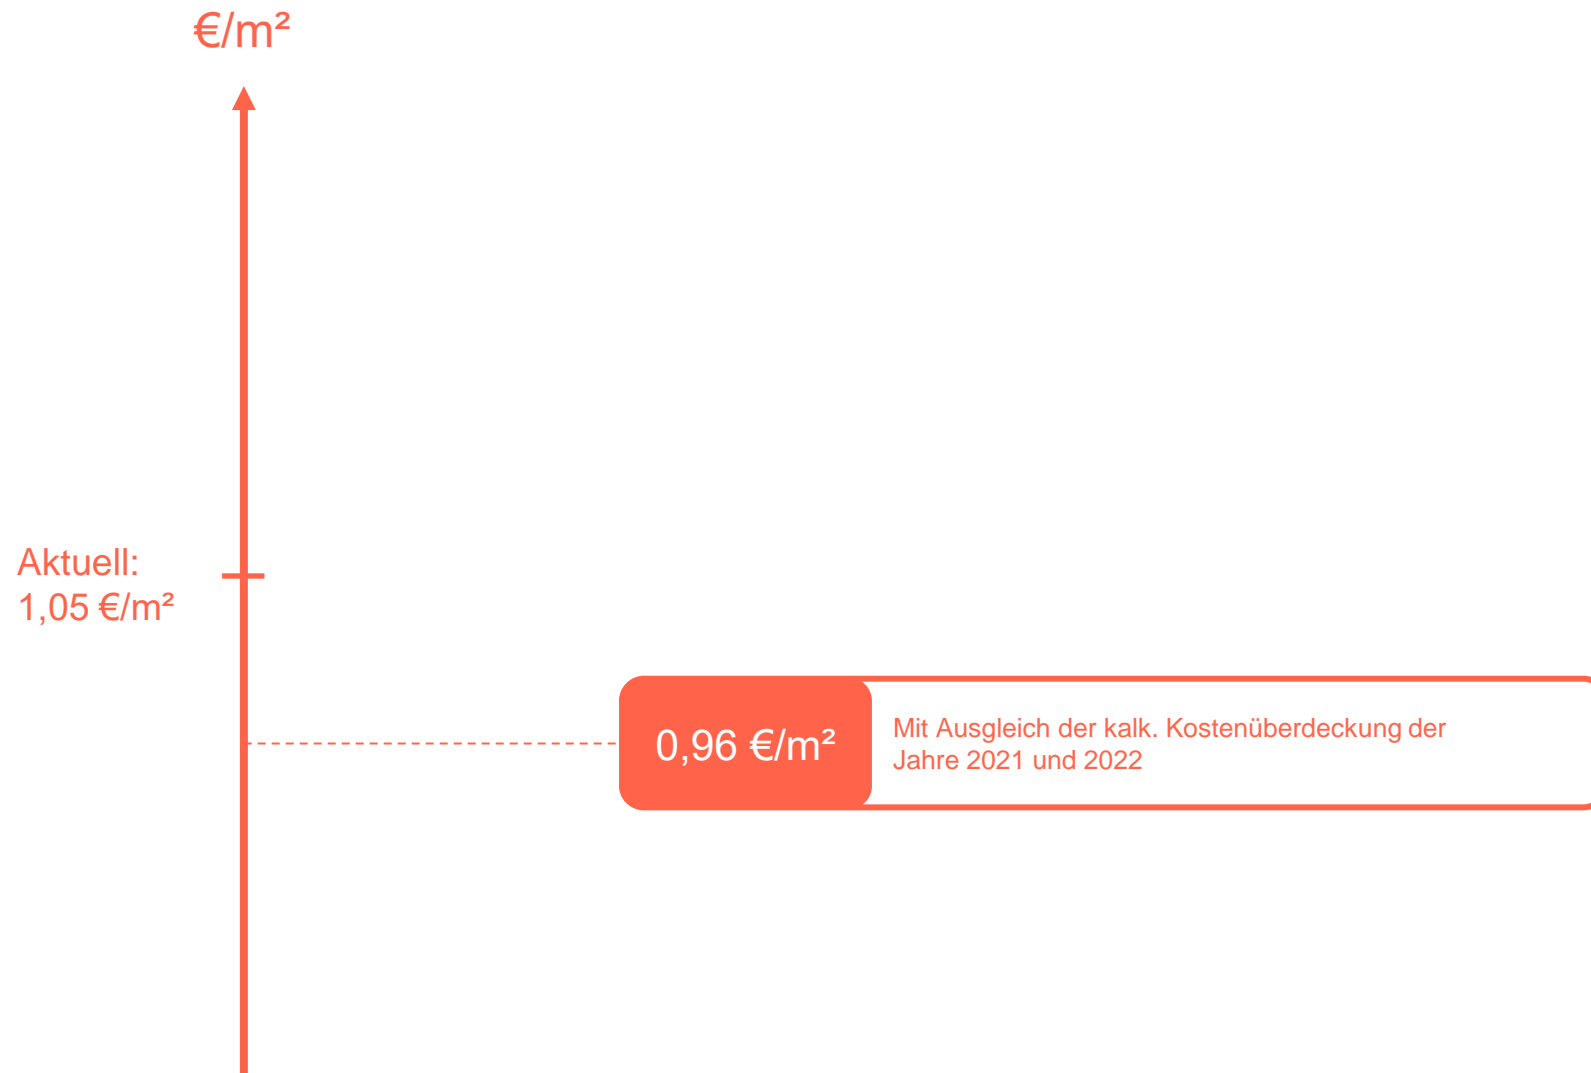 €/m²
Aktuell:
1,05 €/m²
0,96 €/m²
Mit Ausgleich der kalk. Kostenüberdeckung der
Jahre 2021 und 2022